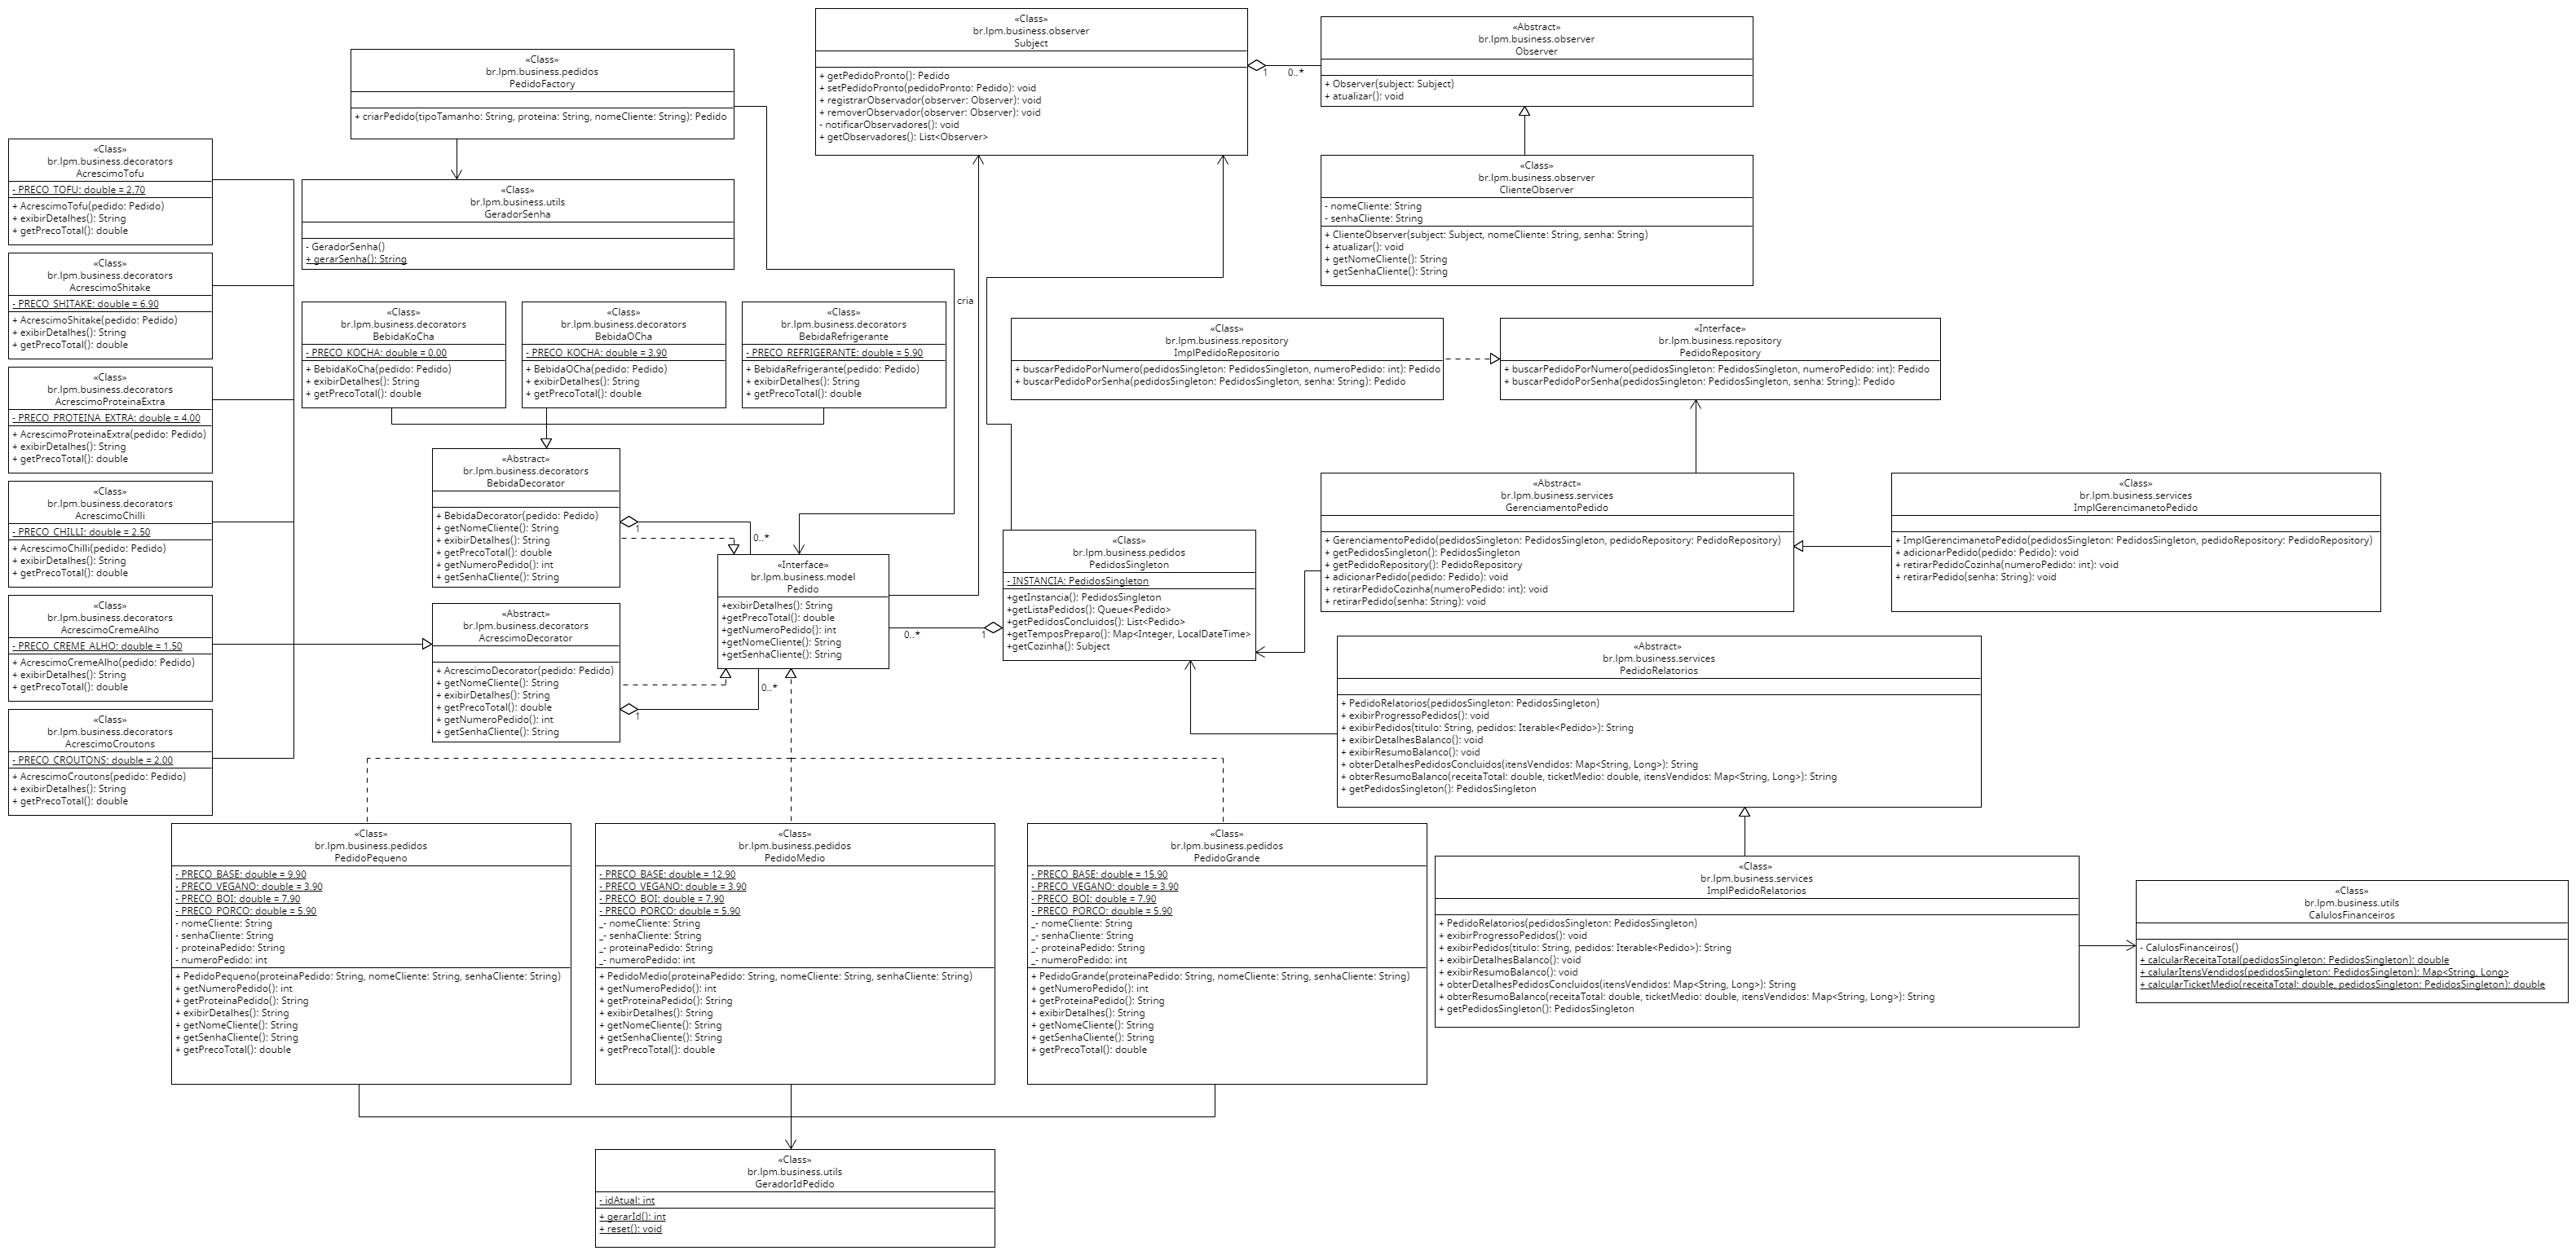 «Class»
br.lpm.business.observer
Subject
+ getPedidoPronto(): Pedido
+ setPedidoPronto(pedidoPronto: Pedido): void
+ registrarObservador(observer: Observer): void
+ removerObservador(observer: Observer): void
- notificarObservadores(): void
+ getObservadores(): List<Observer>
1
0..*
«Abstract»
br.lpm.business.observer
Observer
+ Observer(subject: Subject)
+ atualizar(): void
«Class»
br.lpm.business.pedidos
PedidoFactory
+ criarPedido(tipoTamanho: String, proteina: String, nomeCliente: String): Pedido
«Class»
br.lpm.business.decorators
AcrescimoTofu
- PRECO_TOFU: double = 2.70
+ AcrescimoTofu(pedido: Pedido)
+ exibirDetalhes(): String
+ getPrecoTotal(): double
«Class»
br.lpm.business.utils
GeradorSenha
- GeradorSenha()
+ gerarSenha(): String
«Class»
br.lpm.business.observer
ClienteObserver
- nomeCliente: String
- senhaCliente: String
+ ClienteObserver(subject: Subject, nomeCliente: String, senha: String)
+ atualizar(): void
+ getNomeCliente(): String
+ getSenhaCliente(): String
«Class»
br.lpm.business.decorators
AcrescimoShitake
- PRECO_SHITAKE: double = 6.90
+ AcrescimoShitake(pedido: Pedido)
+ exibirDetalhes(): String
+ getPrecoTotal(): double
«Class»
br.lpm.business.decorators
BebidaKoCha
- PRECO_KOCHA: double = 0.00
+ BebidaKoCha(pedido: Pedido)
+ exibirDetalhes(): String
+ getPrecoTotal(): double
«Class»
br.lpm.business.decorators
BebidaOCha
- PRECO_KOCHA: double = 3.90
+ BebidaOCha(pedido: Pedido)
+ exibirDetalhes(): String
+ getPrecoTotal(): double
«Class»
br.lpm.business.decorators
BebidaRefrigerante
- PRECO_REFRIGERANTE: double = 5.90
+ BebidaRefrigerante(pedido: Pedido)
+ exibirDetalhes(): String
+ getPrecoTotal(): double
cria
«Class»
br.lpm.business.repository
ImplPedidoRepositorio
+ buscarPedidoPorNumero(pedidosSingleton: PedidosSingleton, numeroPedido: int): Pedido
+ buscarPedidoPorSenha(pedidosSingleton: PedidosSingleton, senha: String): Pedido
«Interface»
br.lpm.business.repository
PedidoRepository
+ buscarPedidoPorNumero(pedidosSingleton: PedidosSingleton, numeroPedido: int): Pedido
+ buscarPedidoPorSenha(pedidosSingleton: PedidosSingleton, senha: String): Pedido
«Class»
br.lpm.business.decorators
AcrescimoProteinaExtra
- PRECO_PROTEINA_EXTRA: double = 4.00
+ AcrescimoProteinaExtra(pedido: Pedido)
+ exibirDetalhes(): String
+ getPrecoTotal(): double
«Class»
br.lpm.business.decorators
AcrescimoChilli
- PRECO_CHILLI: double = 2.50
+ AcrescimoChilli(pedido: Pedido)
+ exibirDetalhes(): String
+ getPrecoTotal(): double
«Abstract»
br.lpm.business.decorators
BebidaDecorator
+ BebidaDecorator(pedido: Pedido)
+ getNomeCliente(): String
+ exibirDetalhes(): String
+ getPrecoTotal(): double
+ getNumeroPedido(): int
+ getSenhaCliente(): String
1
0..*
«Interface»
br.lpm.business.model
Pedido
+exibirDetalhes(): String
+getPrecoTotal(): double
+getNumeroPedido(): int
+getNomeCliente(): String
+getSenhaCliente(): String
0..*
1
«Class»
br.lpm.business.pedidos
PedidosSingleton
- INSTANCIA: PedidosSingleton
+getInstancia(): PedidosSingleton
+getListaPedidos(): Queue<Pedido>
+getPedidosConcluidos(): List<Pedido>
+getTemposPreparo(): Map<Integer, LocalDateTime>
+getCozinha(): Subject
«Abstract»
br.lpm.business.services
GerenciamentoPedido
+ GerenciamentoPedido(pedidosSingleton: PedidosSingleton, pedidoRepository: PedidoRepository)
+ getPedidosSingleton(): PedidosSingleton
+ getPedidoRepository(): PedidoRepository
+ adicionarPedido(pedido: Pedido): void
+ retirarPedidoCozinha(numeroPedido: int): void
+ retirarPedido(senha: String): void
«Class»
br.lpm.business.services
ImplGerencimanetoPedido
+ ImplGerencimanetoPedido(pedidosSingleton: PedidosSingleton, pedidoRepository: PedidoRepository)
+ adicionarPedido(pedido: Pedido): void
+ retirarPedidoCozinha(numeroPedido: int): void
+ retirarPedido(senha: String): void
«Class»
br.lpm.business.decorators
AcrescimoCremeAlho
- PRECO_CREME_ALHO: double = 1.50
+ AcrescimoCremeAlho(pedido: Pedido)
+ exibirDetalhes(): String
+ getPrecoTotal(): double
«Abstract»
br.lpm.business.decorators
AcrescimoDecorator
+ AcrescimoDecorator(pedido: Pedido)
+ getNomeCliente(): String
+ exibirDetalhes(): String
+ getPrecoTotal(): double
+ getNumeroPedido(): int
+ getSenhaCliente(): String
0..*
1
«Abstract»
br.lpm.business.services
PedidoRelatorios
+ PedidoRelatorios(pedidosSingleton: PedidosSingleton)
+ exibirProgressoPedidos(): void
+ exibirPedidos(titulo: String, pedidos: Iterable<Pedido>): String
+ exibirDetalhesBalanco(): void
+ exibirResumoBalanco(): void
+ obterDetalhesPedidosConcluidos(itensVendidos: Map<String, Long>): String
+ obterResumoBalanco(receitaTotal: double, ticketMedio: double, itensVendidos: Map<String, Long>): String
+ getPedidosSingleton(): PedidosSingleton
«Class»
br.lpm.business.decorators
AcrescimoCroutons
- PRECO_CROUTONS: double = 2.00
+ AcrescimoCroutons(pedido: Pedido)
+ exibirDetalhes(): String
+ getPrecoTotal(): double
«Class»
br.lpm.business.pedidos
PedidoPequeno
- PRECO_BASE: double = 9.90
- PRECO_VEGANO: double = 3.90
- PRECO_BOI: double = 7.90
- PRECO_PORCO: double = 5.90
- nomeCliente: String
- senhaCliente: String
- proteinaPedido: String
- numeroPedido: int
+ PedidoPequeno(proteinaPedido: String, nomeCliente: String, senhaCliente: String)
+ getNumeroPedido(): int
+ getProteinaPedido(): String
+ exibirDetalhes(): String
+ getNomeCliente(): String
+ getSenhaCliente(): String
+ getPrecoTotal(): double
«Class»
br.lpm.business.pedidos
PedidoMedio
- PRECO_BASE: double = 12.90
- PRECO_VEGANO: double = 3.90
- PRECO_BOI: double = 7.90
- PRECO_PORCO: double = 5.90
_- nomeCliente: String
_- senhaCliente: String
_- proteinaPedido: String
_- numeroPedido: int
+ PedidoMedio(proteinaPedido: String, nomeCliente: String, senhaCliente: String)
+ getNumeroPedido(): int
+ getProteinaPedido(): String
+ exibirDetalhes(): String
+ getNomeCliente(): String
+ getSenhaCliente(): String
+ getPrecoTotal(): double
«Class»
br.lpm.business.pedidos
PedidoGrande
- PRECO_BASE: double = 15.90
- PRECO_VEGANO: double = 3.90
- PRECO_BOI: double = 7.90
- PRECO_PORCO: double = 5.90
_- nomeCliente: String
_- senhaCliente: String
_- proteinaPedido: String
_- numeroPedido: int
+ PedidoGrande(proteinaPedido: String, nomeCliente: String, senhaCliente: String)
+ getNumeroPedido(): int
+ getProteinaPedido(): String
+ exibirDetalhes(): String
+ getNomeCliente(): String
+ getSenhaCliente(): String
+ getPrecoTotal(): double
«Class»
br.lpm.business.services
ImplPedidoRelatorios
+ PedidoRelatorios(pedidosSingleton: PedidosSingleton)
+ exibirProgressoPedidos(): void
+ exibirPedidos(titulo: String, pedidos: Iterable<Pedido>): String
+ exibirDetalhesBalanco(): void
+ exibirResumoBalanco(): void
+ obterDetalhesPedidosConcluidos(itensVendidos: Map<String, Long>): String
+ obterResumoBalanco(receitaTotal: double, ticketMedio: double, itensVendidos: Map<String, Long>): String
+ getPedidosSingleton(): PedidosSingleton
«Class»
br.lpm.business.utils
CalulosFinanceiros
- CalulosFinanceiros()
+ calcularReceitaTotal(pedidosSingleton: PedidosSingleton): double
+ calularItensVendidos(pedidosSingleton: PedidosSingleton): Map<String, Long>
+ calcularTicketMedio(receitaTotal: double, pedidosSingleton: PedidosSingleton): double
«Class»
br.lpm.business.utils
GeradorIdPedido
- idAtual: int
+ gerarId(): int
+ reset(): void